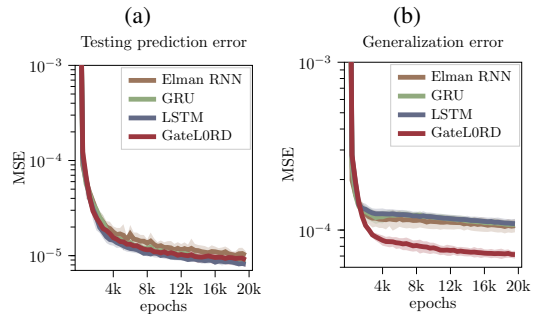 (a)
Testing prediction error
10⁻³
10⁻⁴
10⁻⁵
MSE
Elman RNN
GRU
LSTM
GateL0RD
4k 8k 12k 16k 20k
epochs
(b)
Generalization error
10⁻³
10⁻⁴
MSE
Elman RNN
GRU
LSTM
GateL0RD
4k 8k 12k 16k 20k
epochs